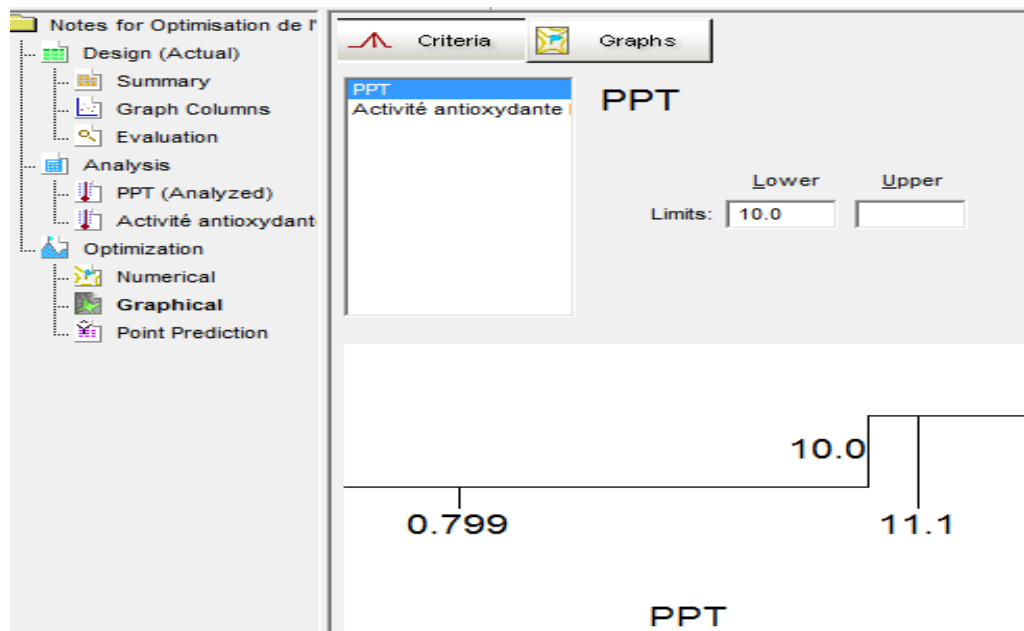 Notes for Optimisation de l'
Design (Actual)
Summary
Graph Columns
Evaluation
Analysis
PPT (Analyzed)
Activité antioxydant
Optimization
Numerical
Graphical
Point Prediction
Criteria
Graphs
PPT
Activité antioxydante
PPT
Lower Upper
Limits: 10.0
10.0
0.799 11.1
PPT